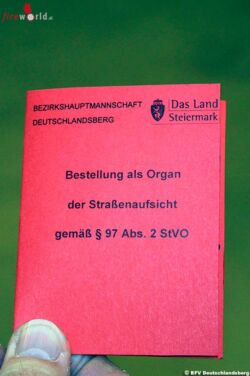 fireworld.at
BEZIRKSHAUPTMANNSCHAFT
DEUTSCHLANDSBERG
Das Land
Steiermark
Bestellung als Organ
der Straßenaufsicht
gemäß § 97 Abs. 2 StVO
© BFV Deutschlandsberg